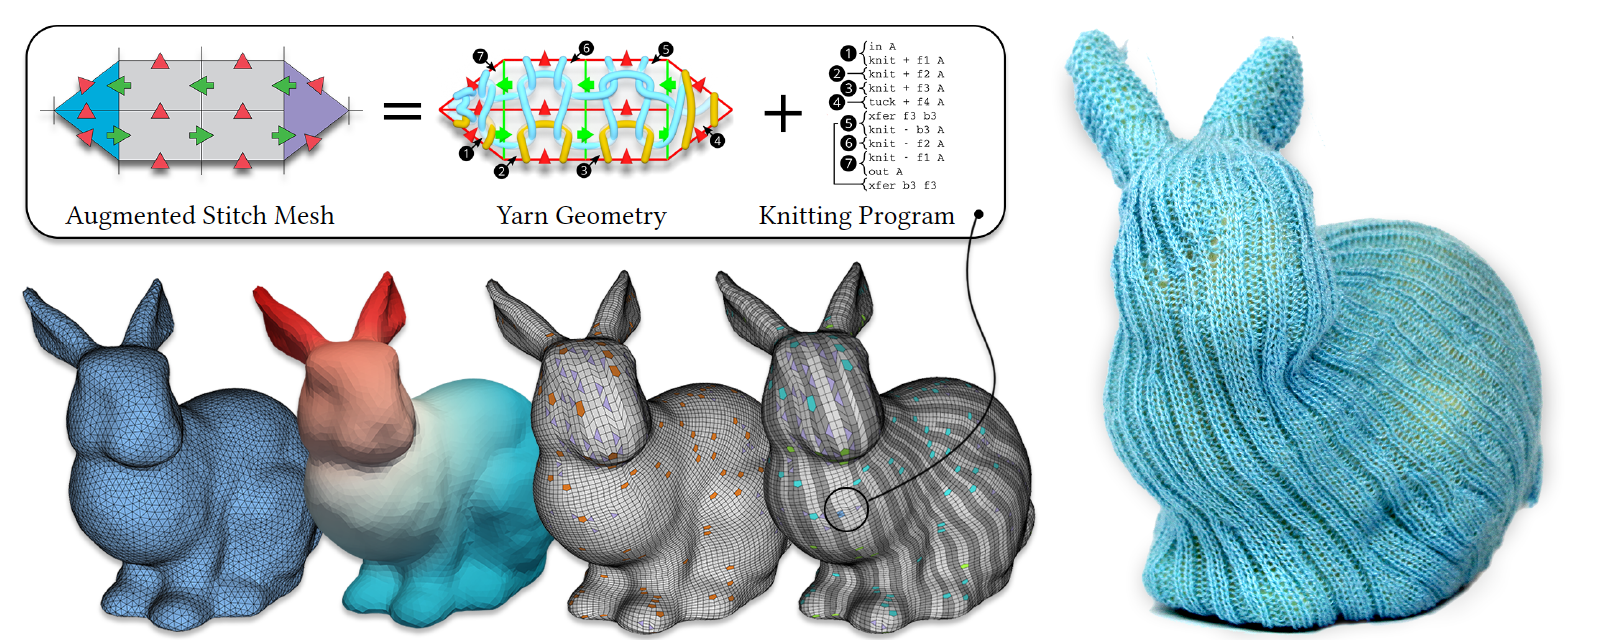 7
6
5
1
2
3
4
=
+
1
in A
knit + f1 A
2
knit + f2 A
3
knit + f3 A
4
tuck + f4 A
5
xfer f3 b3
knit - b3 A
6
knit - f2 A
7
knit - f1 A
out A
xfer b3 f3
Augmented Stitch Mesh
Yarn Geometry
Knitting Program